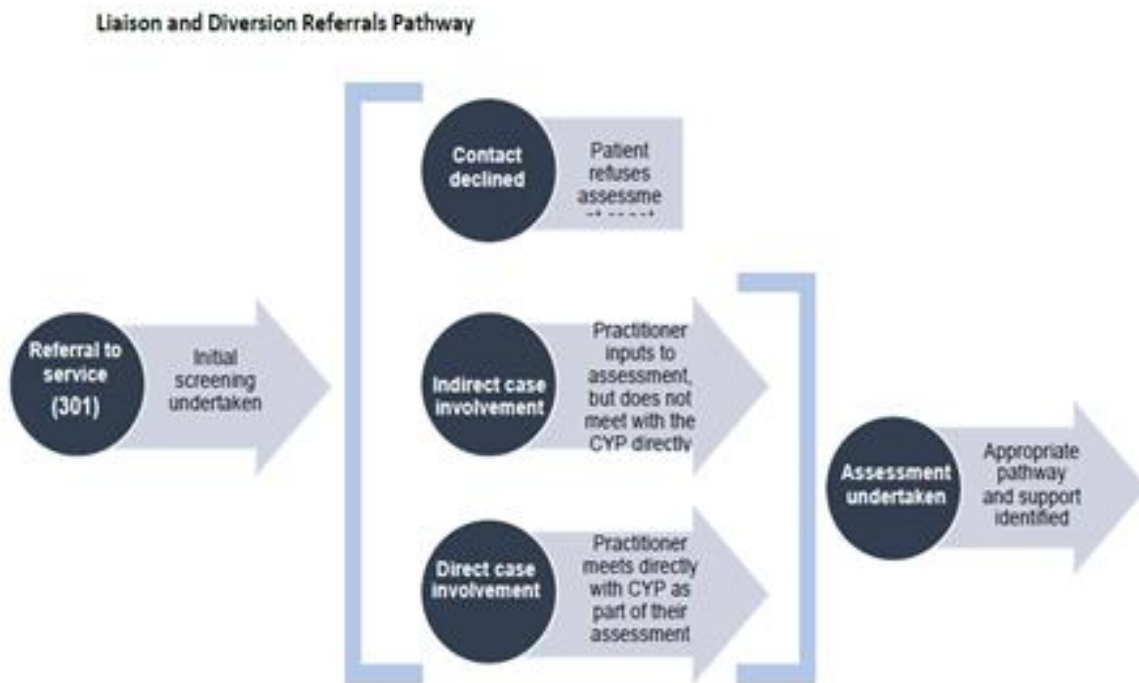 Liaison and Diversion Referrals Pathway
Referral to
service
(301)
Initial
screening
undertaken
Contact
declined
Patient
refuses
assessme
Indirect case
involvement
Practitioner
inputs to
assessment,
but does not
meet with the
CYP directly
Direct case
involvement
Practitioner
meets directly
with CYP as
part of their
assessment
Assessment
undertaken
Appropriate
pathway
and support
identified